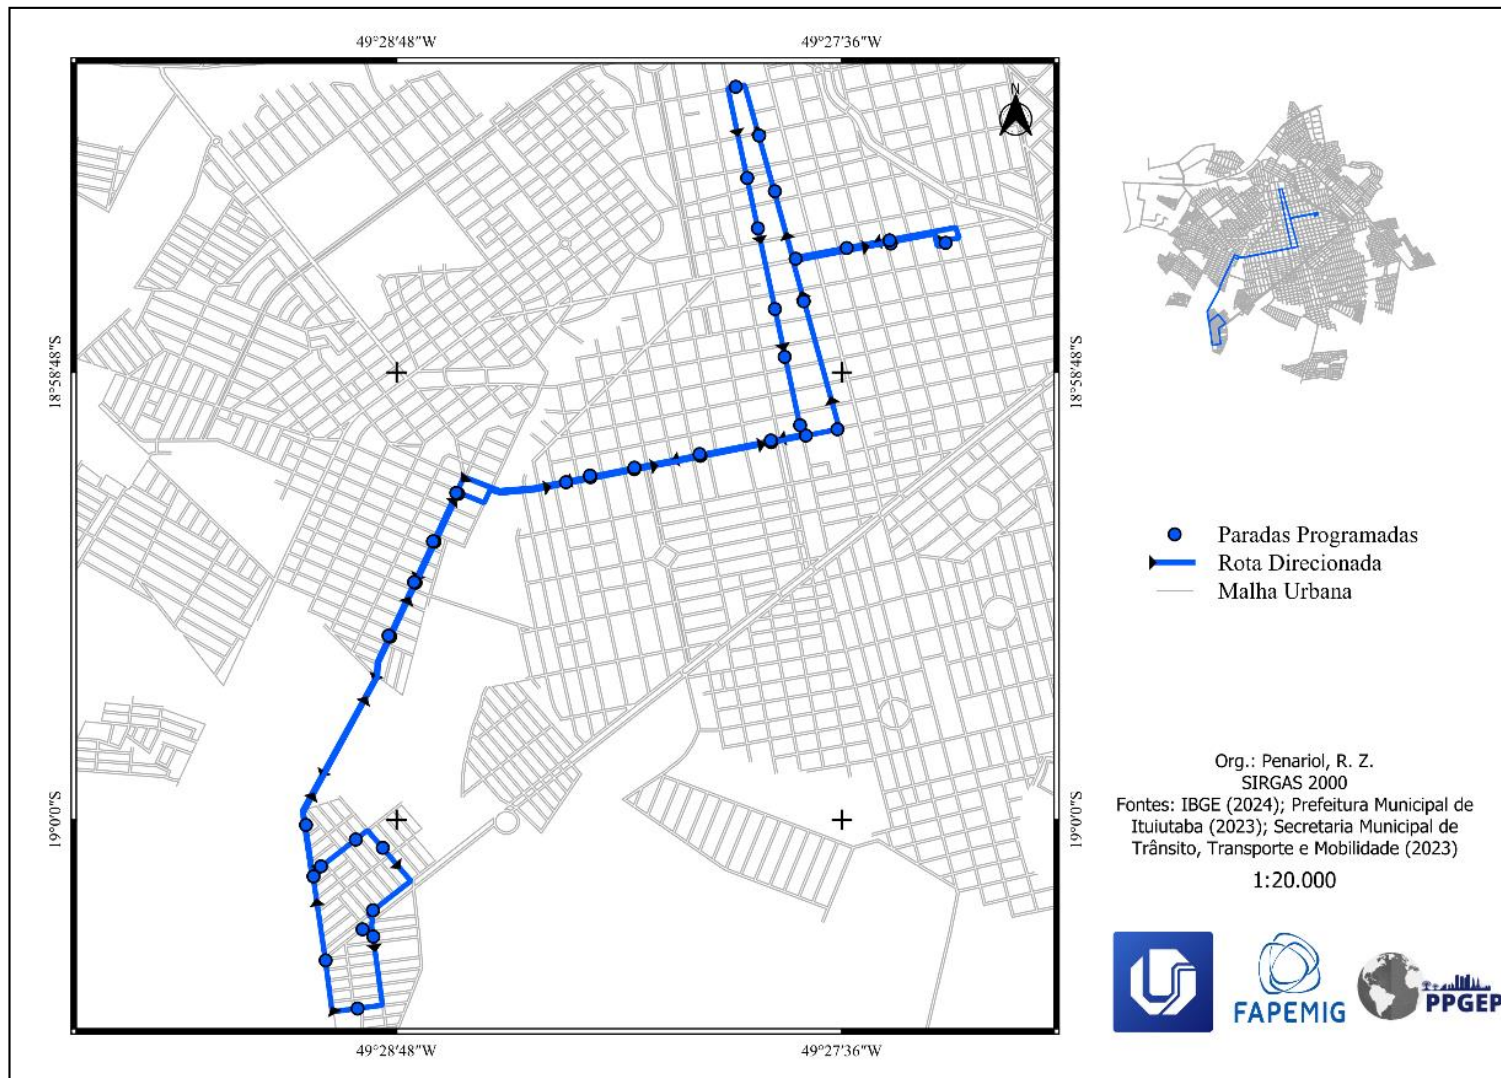 49°28'48"W
49°27'36"W
N
18°58'48"S
18°58'48"S
Paradas Programadas
Rota Direcionada
Malha Urbana
Org.: Penariol, R. Z.
SIRGAS 2000
Fontes: IBGE (2024); Prefeitura Municipal de
Ituiutaba (2023); Secretaria Municipal de
Trânsito, Transporte e Mobilidade (2023)
1:20.000
19°0'0"S
19°0'0"S
FAPEMIG
PPGEP
49°28'48"W
49°27'36"W